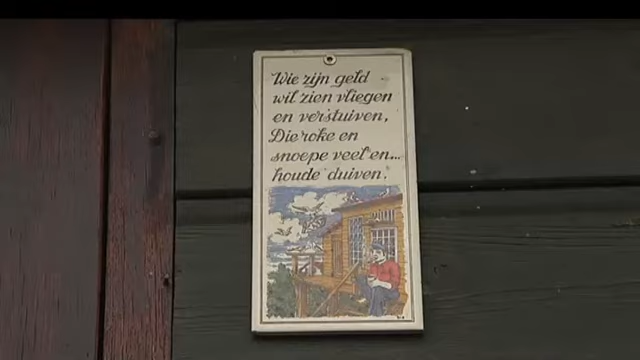 Wie zijn geld
wil zien vliegen
en verstuiven,
Die roke en
snoepe veel en...
houde duiven!